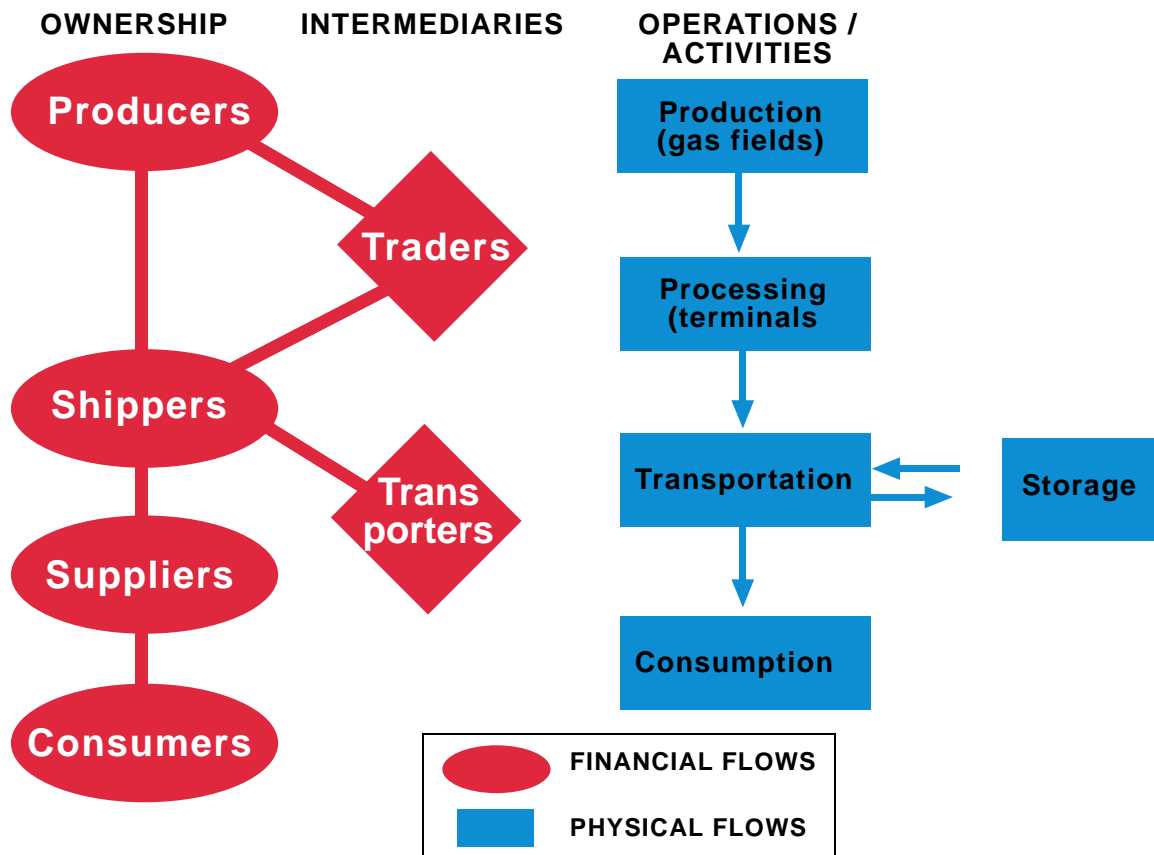 OWNERSHIP
INTERMEDIARIES
OPERATIONS /
ACTIVITIES
Producers
Traders
Shippers
Trans
porters
Suppliers
Consumers
Production
(gas fields)
Processing
(terminals
Transportation
Storage
Consumption
FINANCIAL FLOWS
PHYSICAL FLOWS